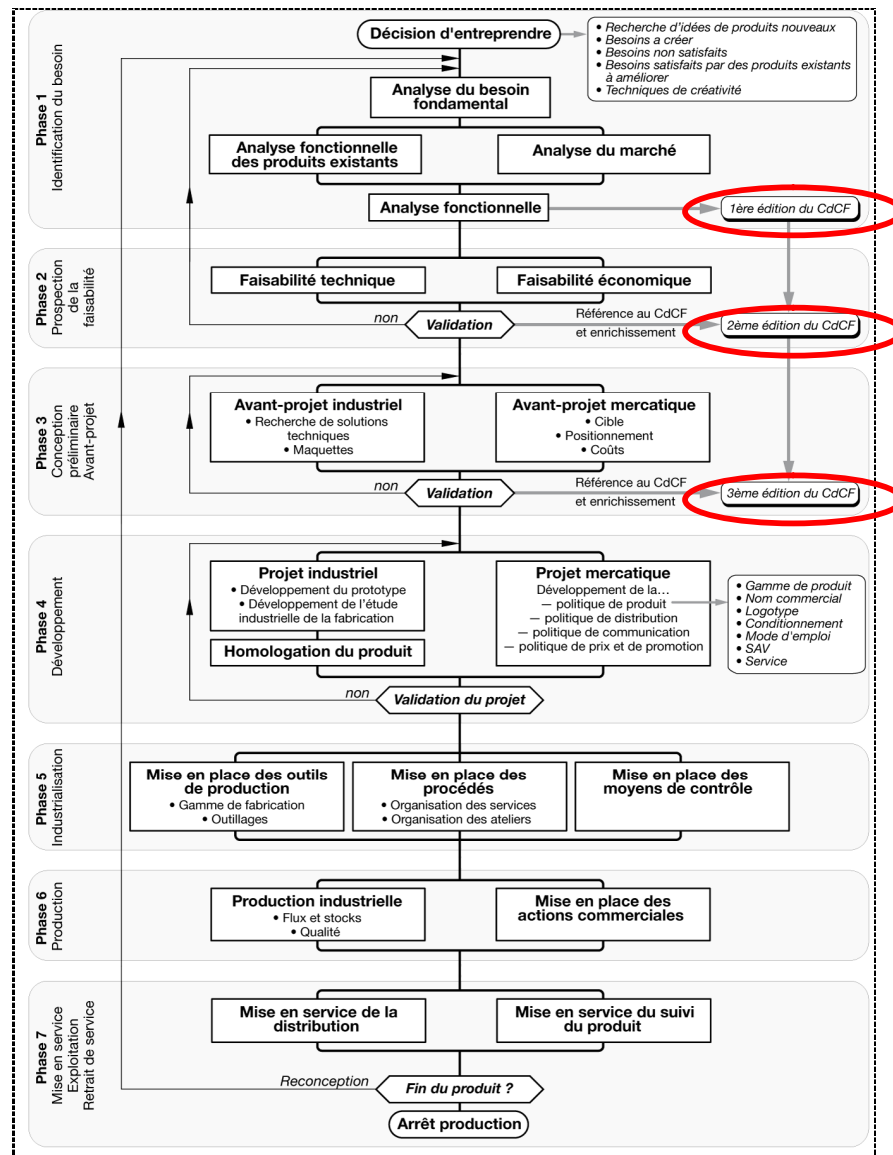 Décision d'entreprendre
• Recherche d'idées de produits nouveaux
• Besoins a créer
• Besoins non satisfaits
• Besoins satisfaits par des produits existants
à améliorer
• Techniques de créativité
Phase 1
Identification du besoin
Analyse du besoin
fondamental
Analyse fonctionnelle
des produits existants
Analyse du marché
Analyse fonctionnelle
1ère édition du CdCF
Phase 2
Prospection
de la
faisabilité
Faisabilité technique
Faisabilité économique
non
Validation
Référence au CdCF
et enrichissement
2ème édition du CdCF
Phase 3
Conception
préliminaire
Avant-projet
Avant-projet industriel
• Recherche de solutions
techniques
• Maquettes
Avant-projet mercatique
• Cible
• Positionnement
• Coûts
non
Validation
Référence au CdCF
et enrichissement
3ème édition du CdCF
Phase 4
Développement
Projet industriel
• Développement du prototype
• Développement de l'étude
industrielle de la fabrication
Homologation du produit
Projet mercatique
Développement de la...
— politique de produit
— politique de distribution
— politique de communication
— politique de prix et de promotion
• Gamme de produit
• Nom commercial
• Logotype
• Conditionnement
• Mode d'emploi
• SAV
• Service
non
Validation du projet
Phase 5
Industrialisation
Mise en place des outils
de production
• Gamme de fabrication
• Outillages
Mise en place des
procédés
• Organisation des services
• Organisation des ateliers
Mise en place des
moyens de contrôle
Phase 6
Production
Production industrielle
• Flux et stocks
• Qualité
Mise en place des
actions commerciales
Phase 7
Mise en service
Exploitation
Retrait de service
Mise en service de la
distribution
Mise en service du suivi
du produit
Reconception
Fin du produit ?
Arrêt production